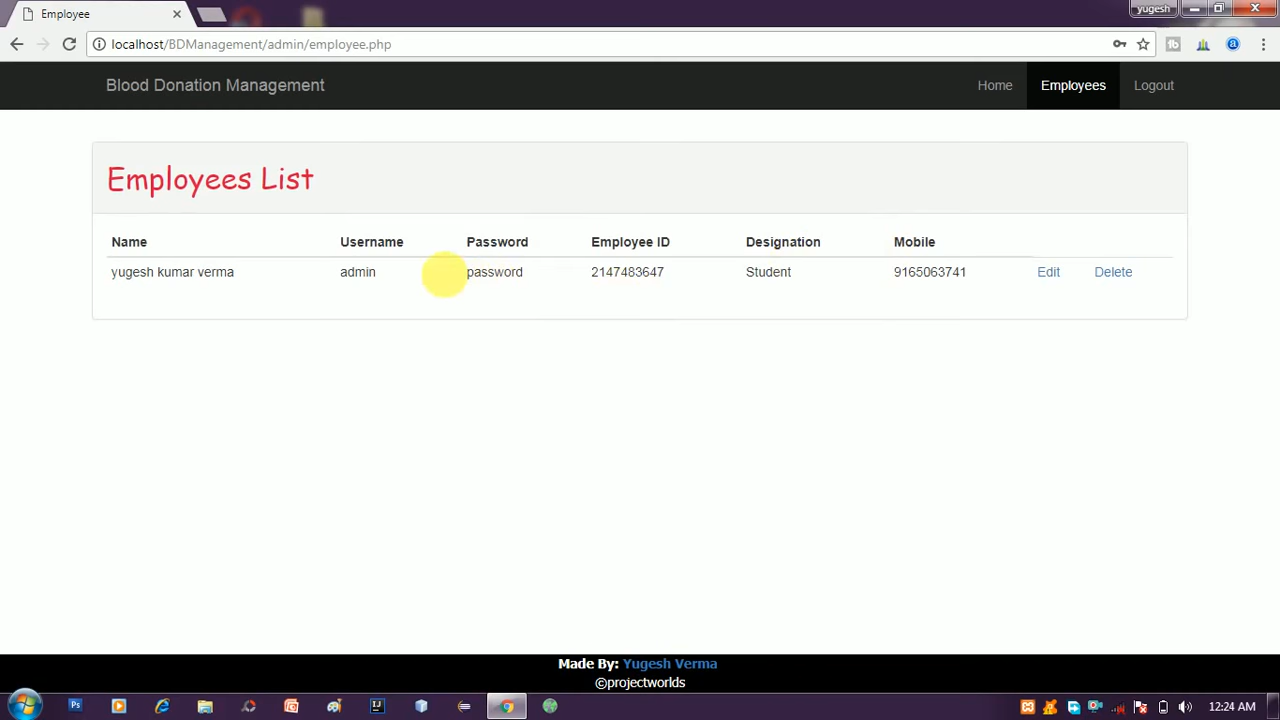 Employee
yugesh
localhost/BDManagement/admin/employee.php
Blood Donation Management Home Employees Logout
Employees List
Name Username Password Employee ID Designation Mobile
yugesh kumar verma admin password 2147483647 Student 9165063741 Edit Delete
Made By: Yugesh Verma
©projectworlds
12:24 AM